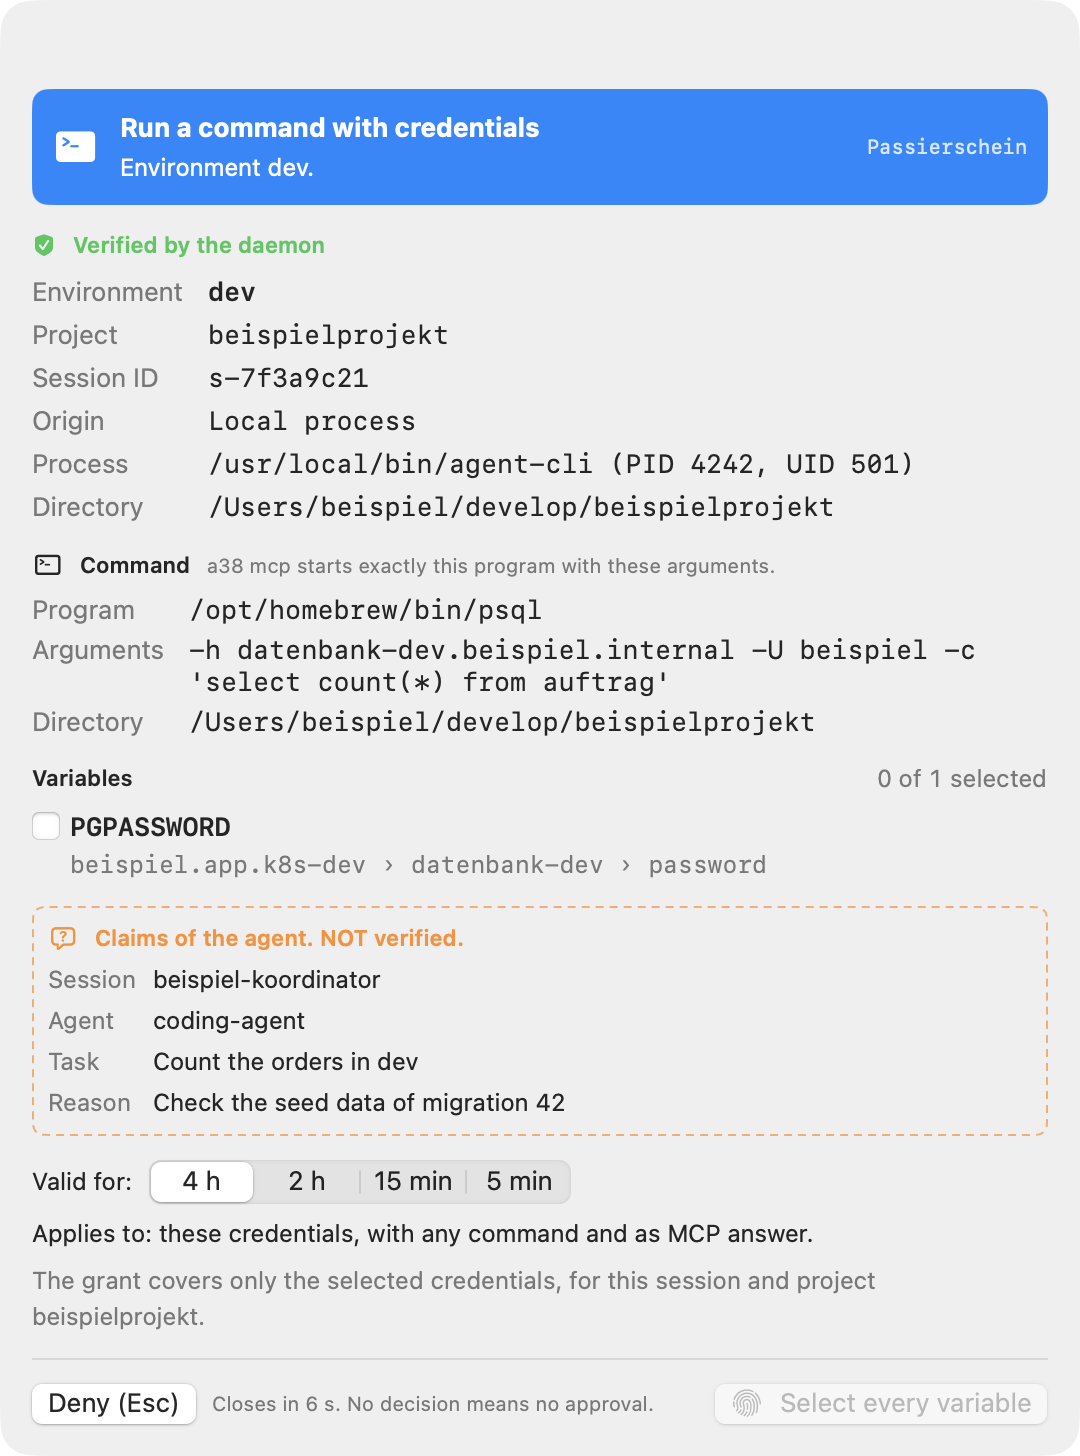 Run a command with credentials
Environment dev.
Passierschein
Verified by the daemon
Environment dev
Project beispielprojekt
Session ID s-7f3a9c21
Origin Local process
Process /usr/local/bin/agent-cli (PID 4242, UID 501)
Directory /Users/beispiel/develop/beispielprojekt
Command a38 mcp starts exactly this program with these arguments.
Program /opt/homebrew/bin/psql
Arguments -h datenbank-dev.beispiel.internal -U beispiel -c
'select count(*) from auftrag'
Directory /Users/beispiel/develop/beispielprojekt
Variables 0 of 1 selected
PGPASSWORD
beispiel.app.k8s-dev › datenbank-dev › password
Claims of the agent. NOT verified.
Session beispiel-koordinator
Agent coding-agent
Task Count the orders in dev
Reason Check the seed data of migration 42
Valid for: 4 h 2 h 15 min 5 min
Applies to: these credentials, with any command and as MCP answer.
The grant covers only the selected credentials, for this session and project
beispielprojekt.
Deny (Esc) Closes in 6 s. No decision means no approval. Select every variable